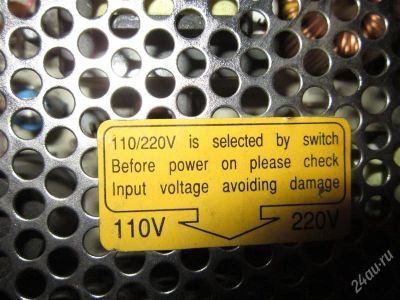 110/220V is selected by switch
Before power on please check
Input voltage avoiding damage
110V 220V
24au.ru